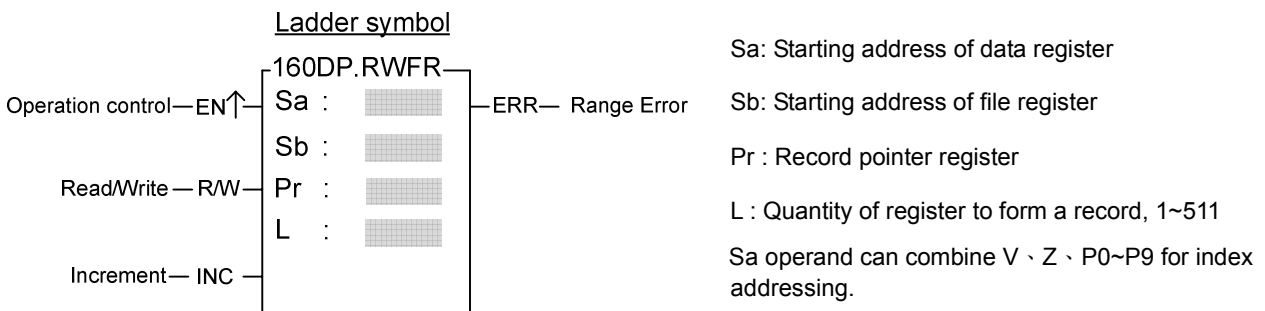 Ladder symbol
160DP.RWFR
Operation control EN↑ Sa : ERR Range Error
Sb :
Read/Write R/W Pr :
L :
Increment INC
Sa: Starting address of data register
Sb: Starting address of file register
Pr : Record pointer register
L : Quantity of register to form a record, 1~511
Sa operand can combine V、Z、P0~P9 for index
addressing.